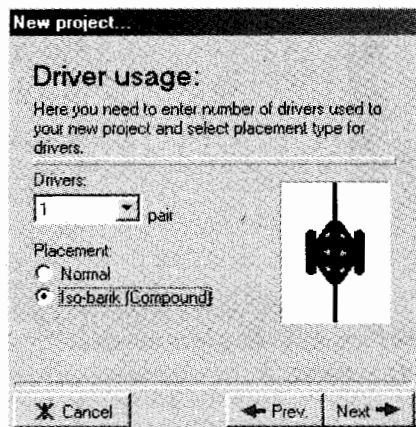 New project...
Driver usage:
Here you need to enter number of drivers used to
your new project and select placement type for
drivers.
Drivers:
1 pair
Placement:
Normal
Iso-barik (Compound)
Cancel
Prev.
Next